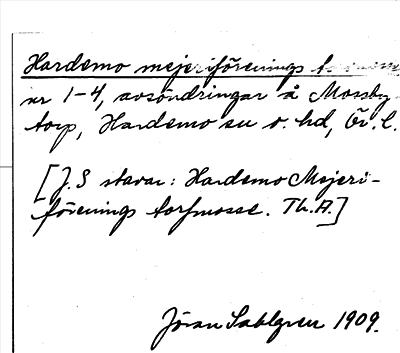 Hardemo mejeriförenings
nr 1-4, avsöndringar å Mossby-
torp, Hardemo sn o. hd, Ör. l.
[J.S stavar: Hardemo Mejeri-
förenings torfmosse. Th.A.]
Jöran Sahlgren 1909.